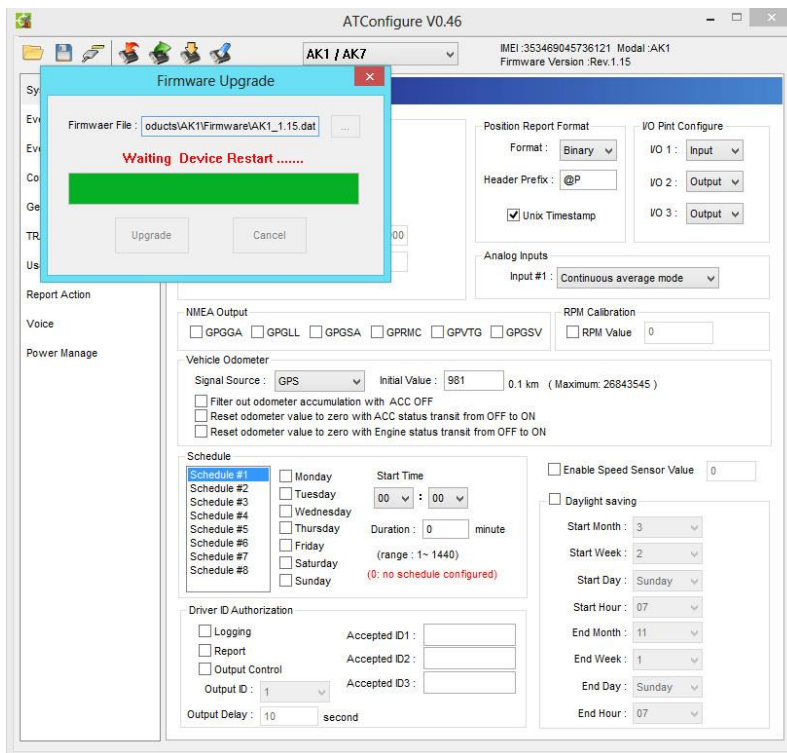 ATConfigure V0.46
AK1 / AK7
IMEI :353469045736121 Modal :AK1
Firmware Version :Rev.1.15
Firmware Upgrade
Firmwaer File : oducts\AK1\Firmware\AK1_1.15.dat ...
Waiting Device Restart .......
Upgrade Cancel
Sy
Eve
Eve
Co
Ge
TR
Us
Report Action
Voice
Power Manage
00
Position Report Format
Format : Binary
Header Prefix : @P
Unix Timestamp
I/O Pint Configure
I/O 1 : Input
I/O 2 : Output
I/O 3 : Output
Analog Inputs
Input #1 : Continuous average mode
NMEA Output
GPGGA GPGLL GPGSA GPRMC GPVTG GPGSV
RPM Calibration
RPM Value 0
Vehicle Odometer
Signal Source : GPS Initial Value : 981 0.1 km ( Maximum: 26843545 )
Filter out odometer accumulation with ACC OFF
Reset odometer value to zero with ACC status transit from OFF to ON
Reset odometer value to zero with Engine status transit from OFF to ON
Schedule
Schedule #1
Schedule #2
Schedule #3
Schedule #4
Schedule #5
Schedule #6
Schedule #7
Schedule #8
Monday
Tuesday
Wednesday
Thursday
Friday
Saturday
Sunday
Start Time
00 : 00
Duration : 0 minute
(range : 1~ 1440)
(0: no schedule configured)
Enable Speed Sensor Value 0
Daylight saving
Start Month : 3
Start Week : 2
Start Day : Sunday
Start Hour : 07
End Month : 11
End Week : 1
End Day : Sunday
End Hour : 07
Driver ID Authorization
Logging
Report
Output Control
Output ID : 1
Output Delay : 10 second
Accepted ID1 :
Accepted ID2 :
Accepted ID3 :